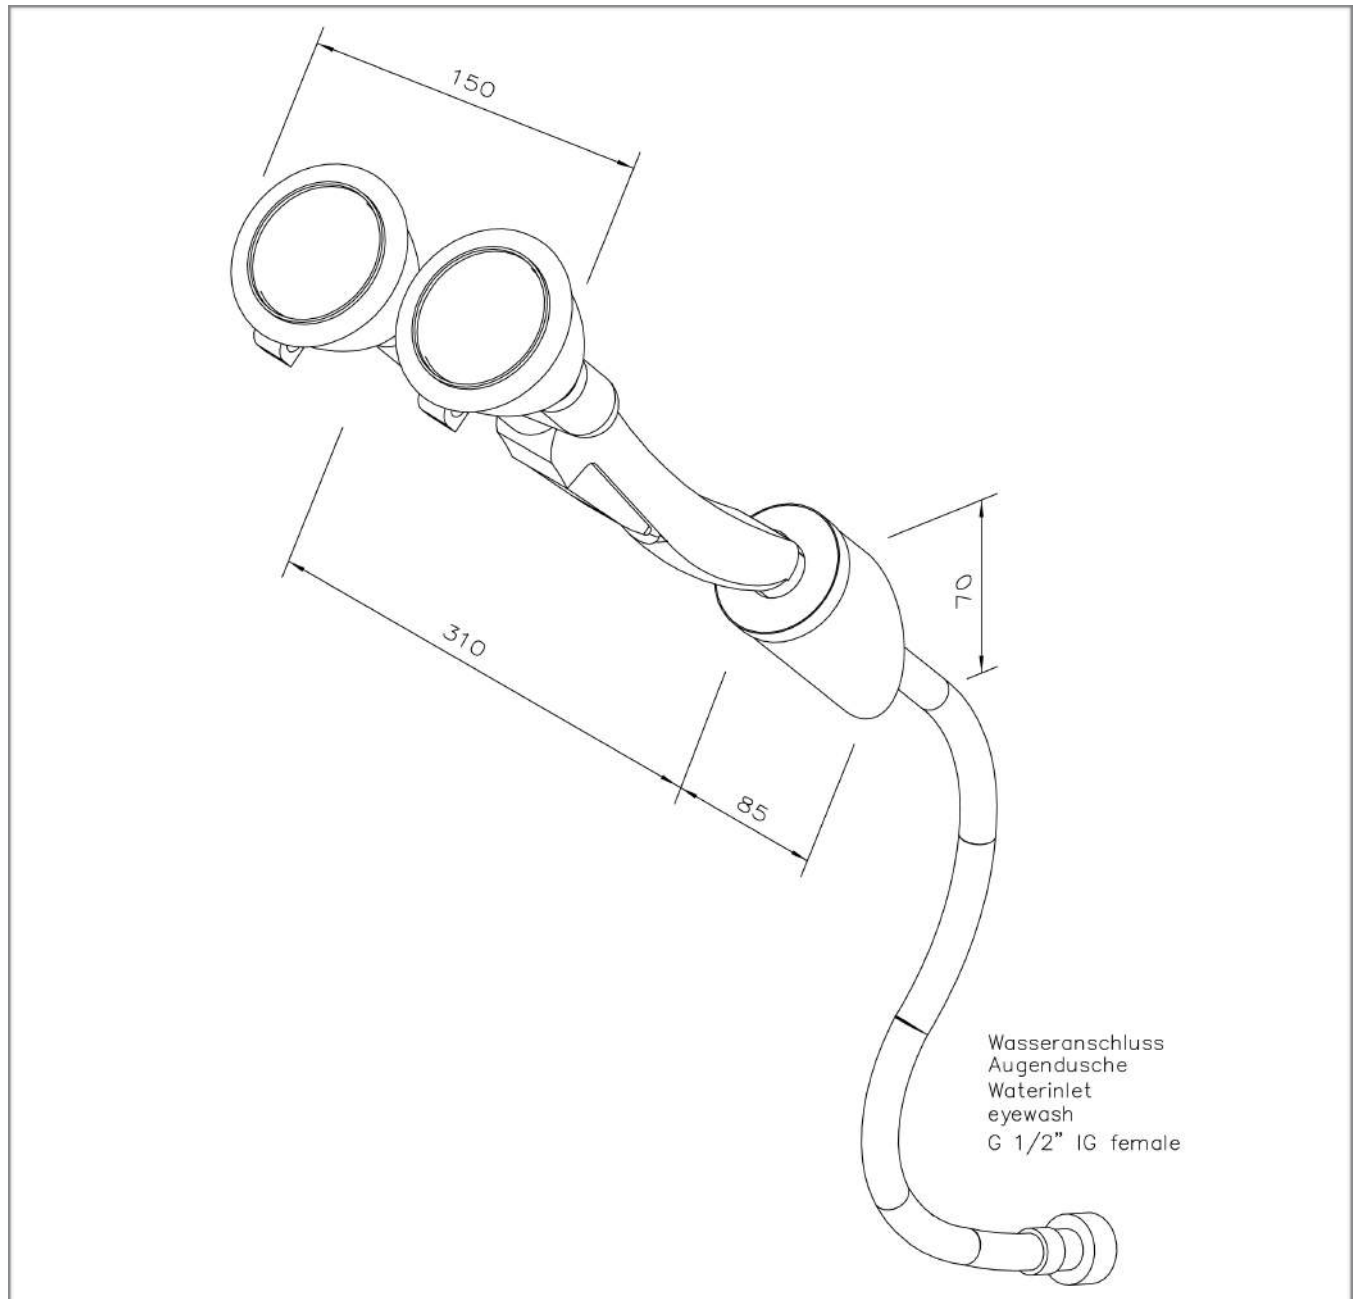 150
70
310
85
Wasseranschluss
Augendusche
Waterinlet
eyewash
G 1/2" IG female